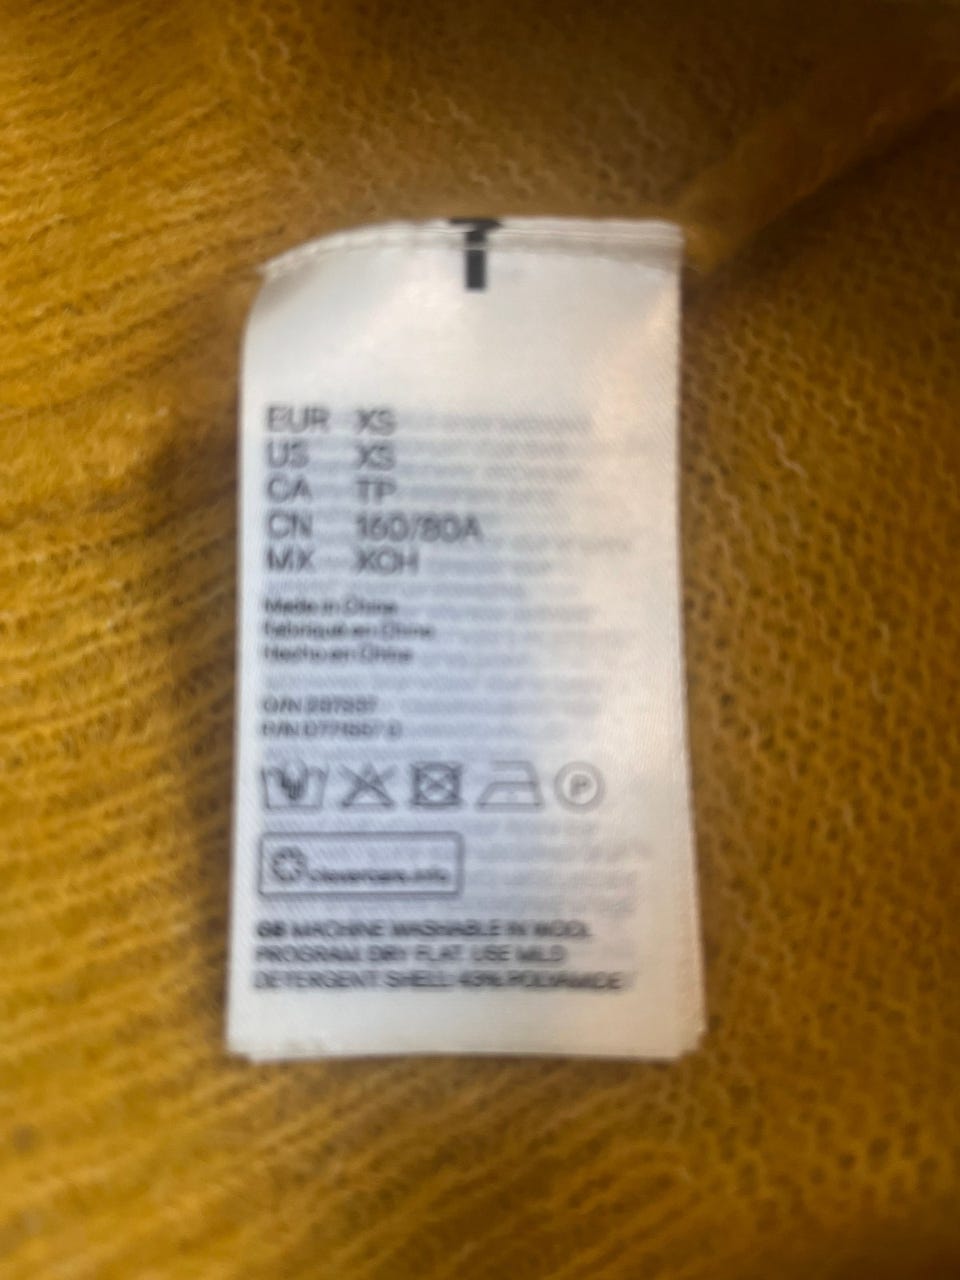 EUR XS
US XS
CA TP
CN 160/80A
MX XCH
Made in China
Fabriqué en Chine
Hecho en China
O/N
P/N
P
clevercare.info
GB MACHINE WASHABLE IN WOOL
PROGRAM. DRY FLAT. USE MILD
DETERGENT SHELL: 43% POLYAMIDE